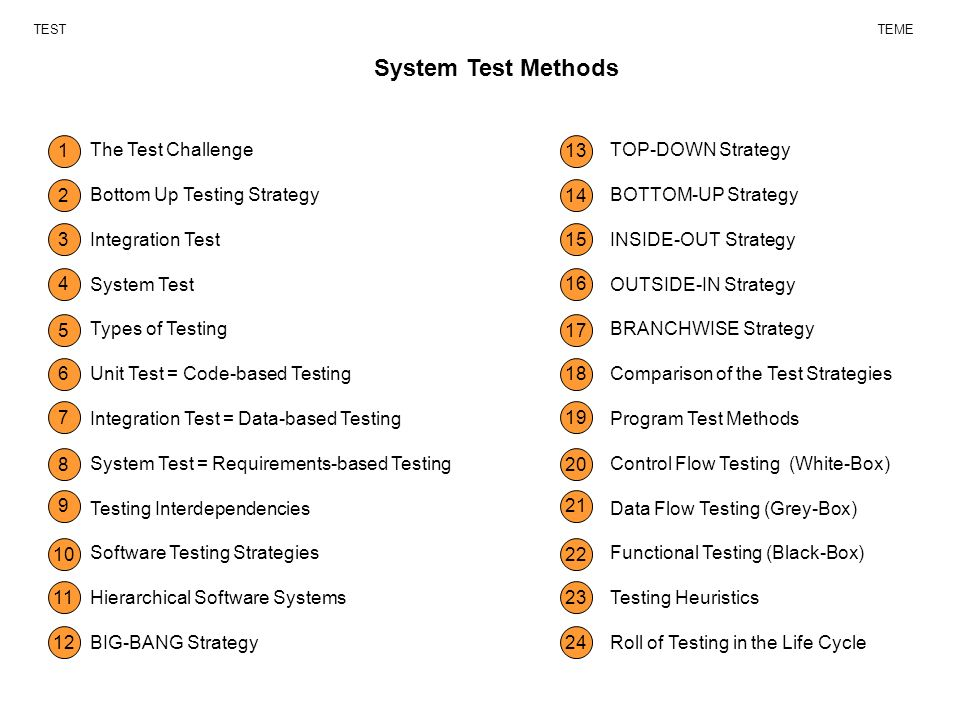 TEST TEME
System Test Methods
1 The Test Challenge
2 Bottom Up Testing Strategy
3 Integration Test
4 System Test
5 Types of Testing
6 Unit Test = Code-based Testing
7 Integration Test = Data-based Testing
8 System Test = Requirements-based Testing
9 Testing Interdependencies
10 Software Testing Strategies
11 Hierarchical Software Systems
12 BIG-BANG Strategy
13 TOP-DOWN Strategy
14 BOTTOM-UP Strategy
15 INSIDE-OUT Strategy
16 OUTSIDE-IN Strategy
17 BRANCHWISE Strategy
18 Comparison of the Test Strategies
19 Program Test Methods
20 Control Flow Testing (White-Box)
21 Data Flow Testing (Grey-Box)
22 Functional Testing (Black-Box)
23 Testing Heuristics
24 Roll of Testing in the Life Cycle